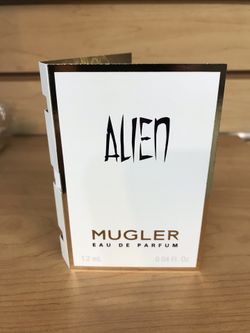 ALIEN
MUGLER
EAU DE PARFUM
1.2 mL 0.04 Fl. Oz